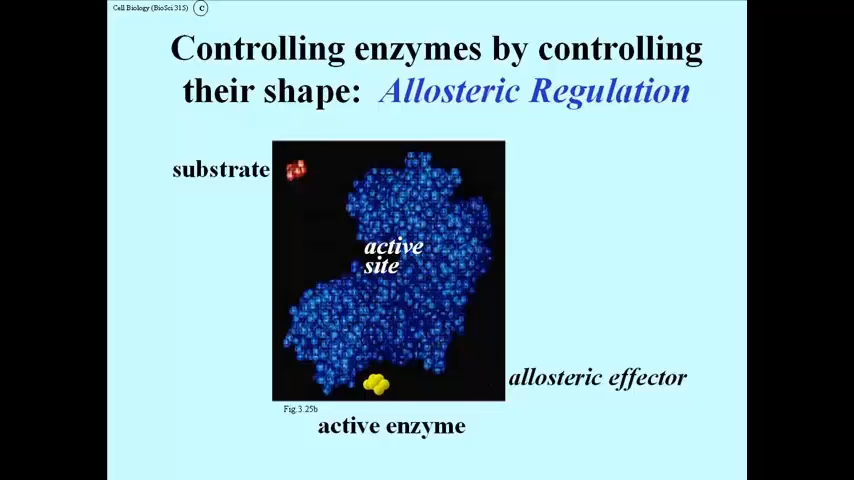 Cell Biology (BioSci 315) c
Controlling enzymes by controlling
their shape: Allosteric Regulation
substrate
active
site
allosteric effector
Fig.3.25b
active enzyme